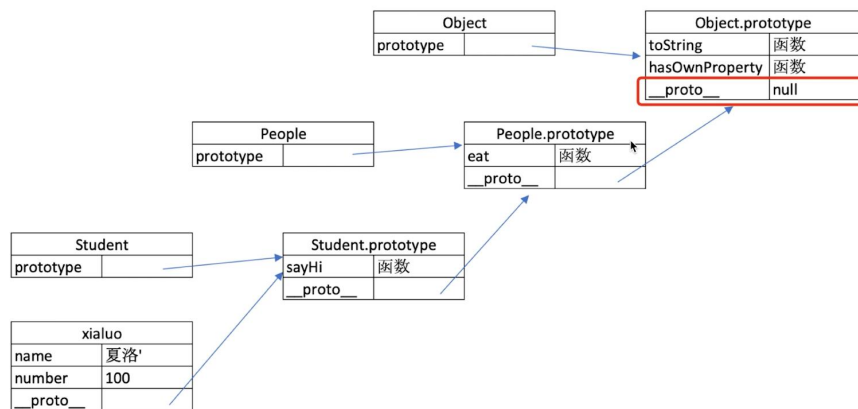 Object
prototype
Object.prototype
toString 函数
hasOwnProperty 函数
__proto__ null
People
prototype
People.prototype
eat 函数
__proto__
Student
prototype
Student.prototype
sayHi 函数
__proto__
xialuo
name 夏洛'
number 100
__proto__